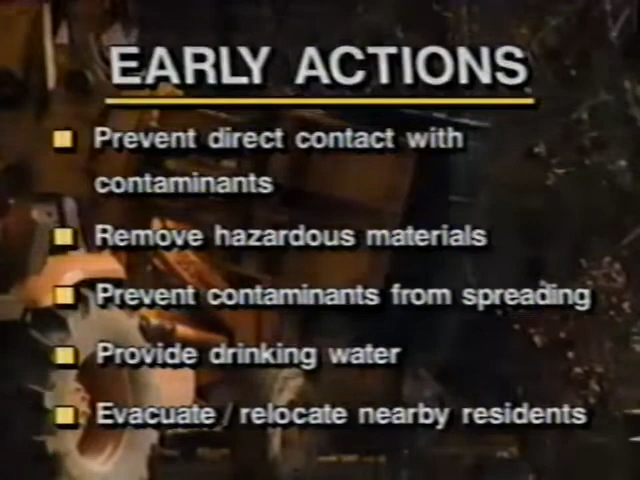 EARLY ACTIONS
Prevent direct contact with
contaminants
Remove hazardous materials
Prevent contaminants from spreading
Provide drinking water
Evacuate / relocate nearby residents